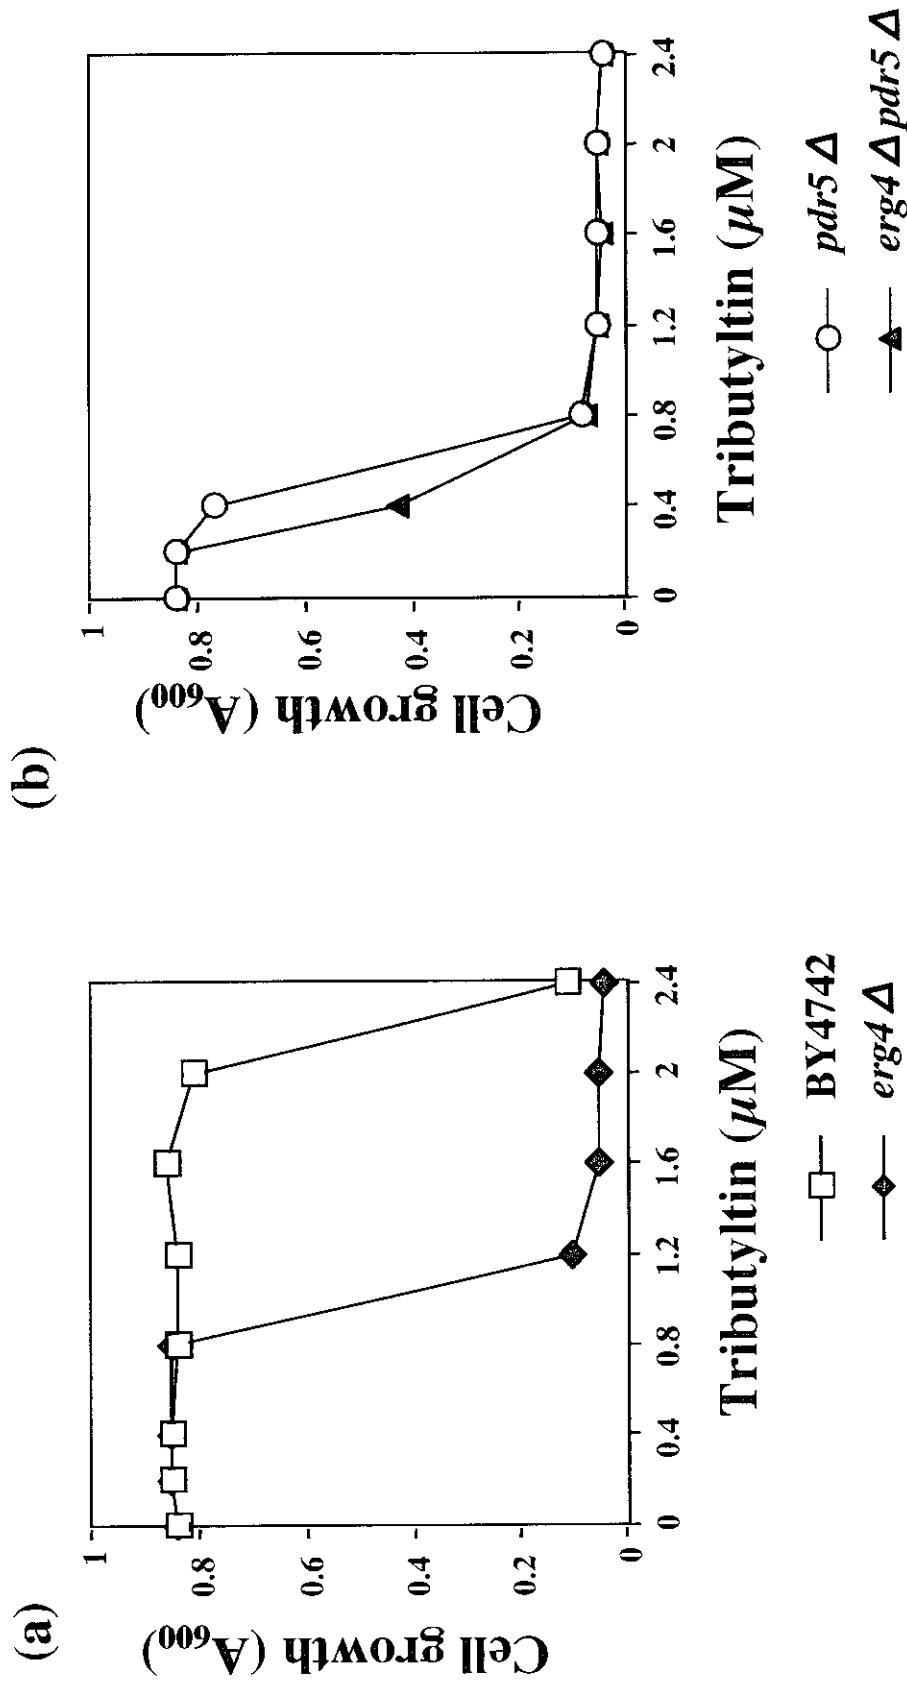 (a)
Cell growth (A600)
1
0.8
0.6
0.4
0.2
0
0 0.4 0.8 1.2 1.6 2 2.4
Tributyltin (μM)
BY4742
erg4Δ
(b)
Cell growth (A600)
1
0.8
0.6
0.4
0.2
0
0 0.4 0.8 1.2 1.6 2 2.4
Tributyltin (μM)
pdr5Δ
erg4Δpdr5Δ